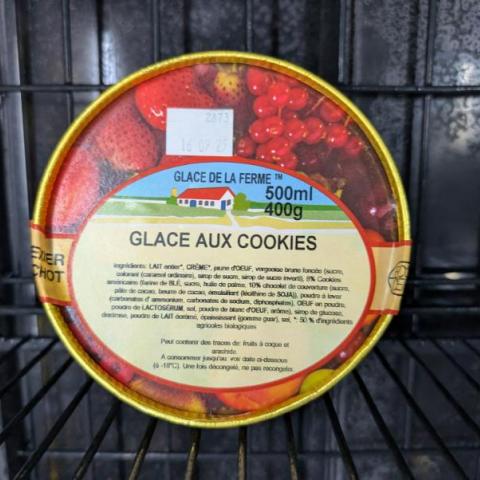 2873
16 07 27
GLACE DE LA FERME ™
500ml
400g
GLACE AUX COOKIES
Ingrédients: LAIT entier*, CRÈME*, jaune d'OEUF, vergeoise brune foncée (sucre,
colorant (caramel ordinaire), sirop de sucre, sirop de sucre inverti), 8% Cookies
américains (farine de BLÉ, sucre, huile de palme, 10% chocolat de couverture (sucre,
pâte de cacao, beurre de cacao, émulsifiant (lécithine de SOJA)), poudre à lever
(carbonates d'ammonium, carbonates de sodium, diphosphates), OEUF en poudre,
poudre de LACTOSERUM, sel, poudre de blanc d'OEUF, arôme), sirop de glucose,
dextrose, poudre de LAIT écrémé, épaississant (gomme guar), sel, *: 50 % d'ingrédients
agricoles biologiques
Peut contenir des traces de: fruits à coque et
arachide.
A consommer jusqu'au: voir date ci-dessous
(à -18°C). Une fois décongelé, ne pas recongeler.